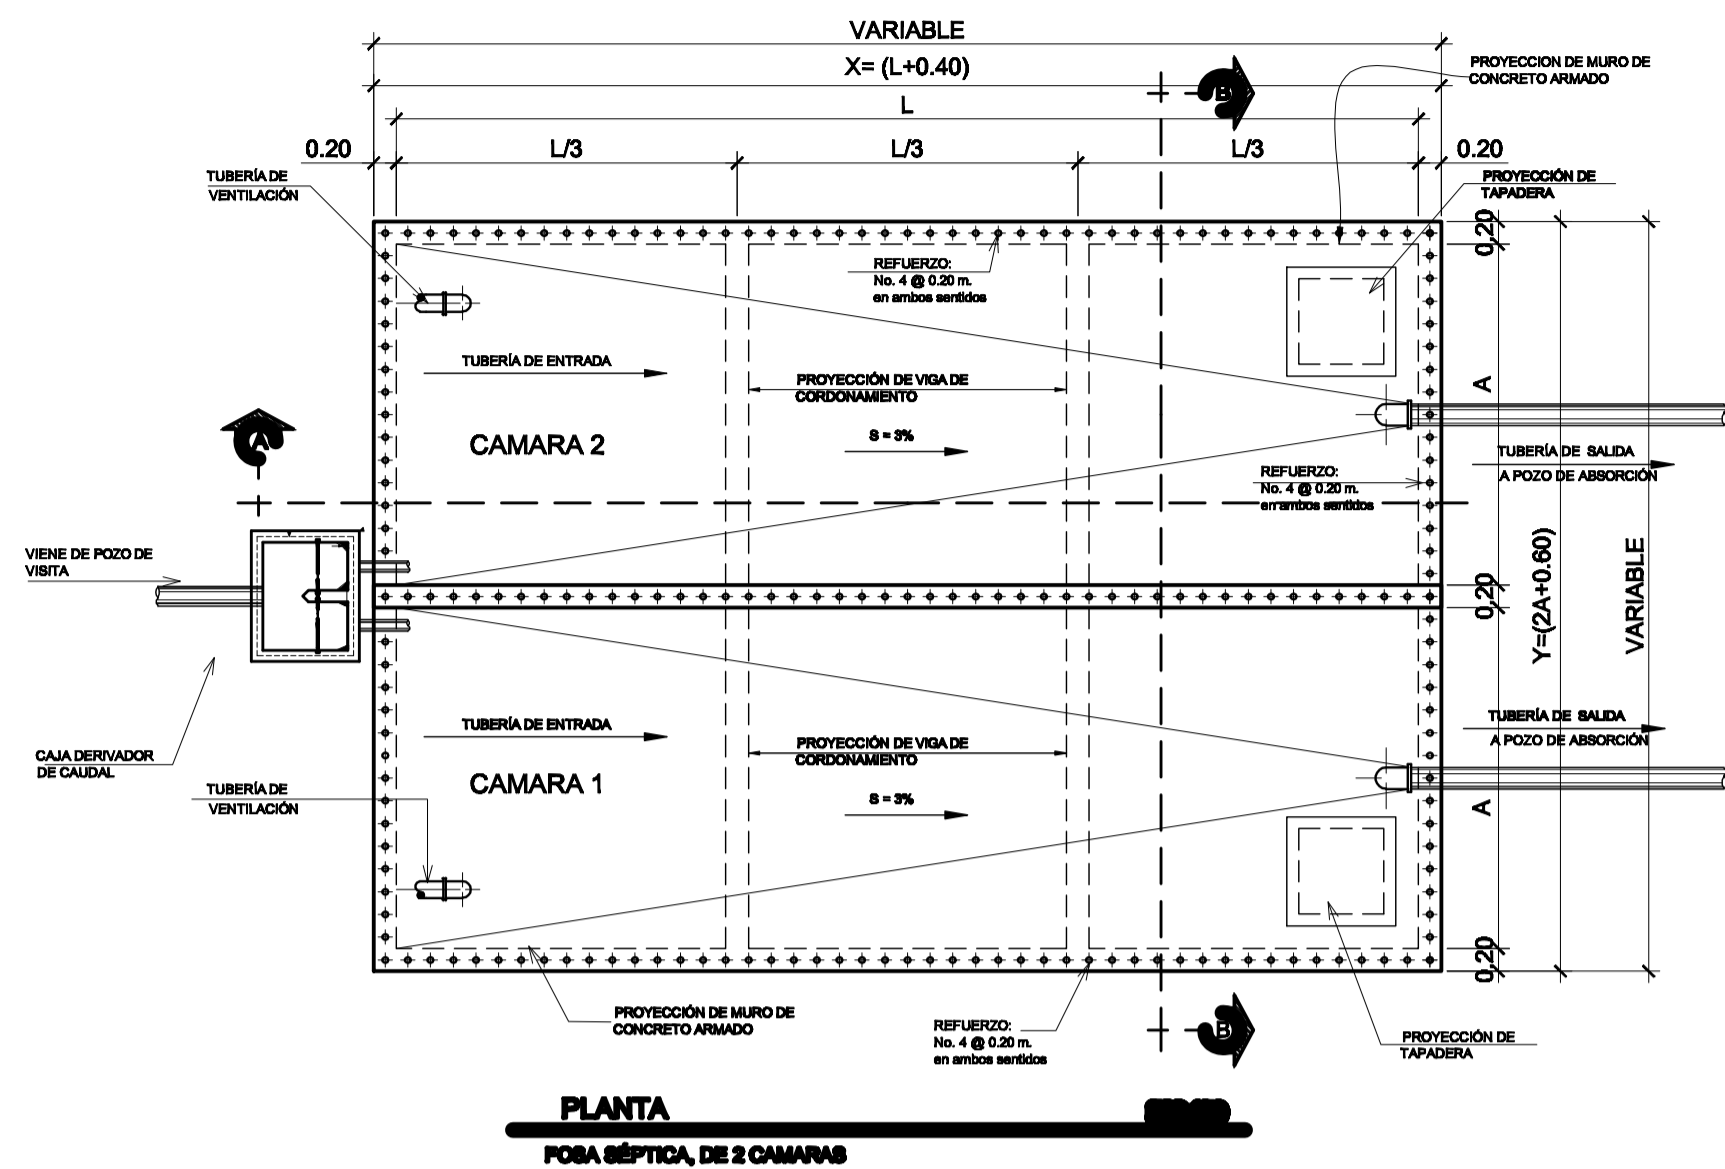 VARIABLE
X= (L+0.40)
L
0.20
L/3
L/3
L/3
0.20
B
PROYECCION DE MURO DE
CONCRETO ARMADO
TUBERÍA DE
VENTILACIÓN
PROYECCIÓN DE
TAPADERA
0.20
REFUERZO:
No. 4 @ 0.20 m.
en ambos sentidos
TUBERÍA DE ENTRADA
PROYECCIÓN DE VIGA DE
CORDONAMIENTO
A
S = 3%
CAMARA 2
A
TUBERÍA DE SALIDA
A POZO DE ABSORCIÓN
REFUERZO:
No. 4 @ 0.20 m.
en ambos sentidos
VIENE DE POZO DE
VISITA
0.20
Y=(2A+0.60)
VARIABLE
TUBERÍA DE ENTRADA
PROYECCIÓN DE VIGA DE
CORDONAMIENTO
TUBERÍA DE SALIDA
A POZO DE ABSORCIÓN
CAJA DERIVADOR
DE CAUDAL
CAMARA 1
S = 3%
A
TUBERÍA DE
VENTILACIÓN
0.20
PROYECCIÓN DE MURO DE
CONCRETO ARMADO
REFUERZO:
No. 4 @ 0.20 m.
en ambos sentidos
B
PROYECCIÓN DE
TAPADERA
PLANTA
FOSA SÉPTICA, DE 2 CAMARAS